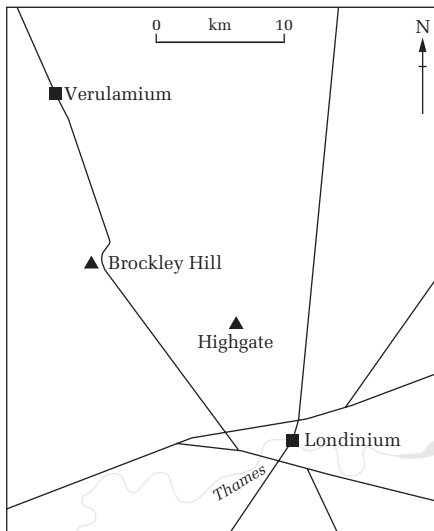 0 km 10
N
Verulamium
Brockley Hill
Highgate
Londinium
Thames